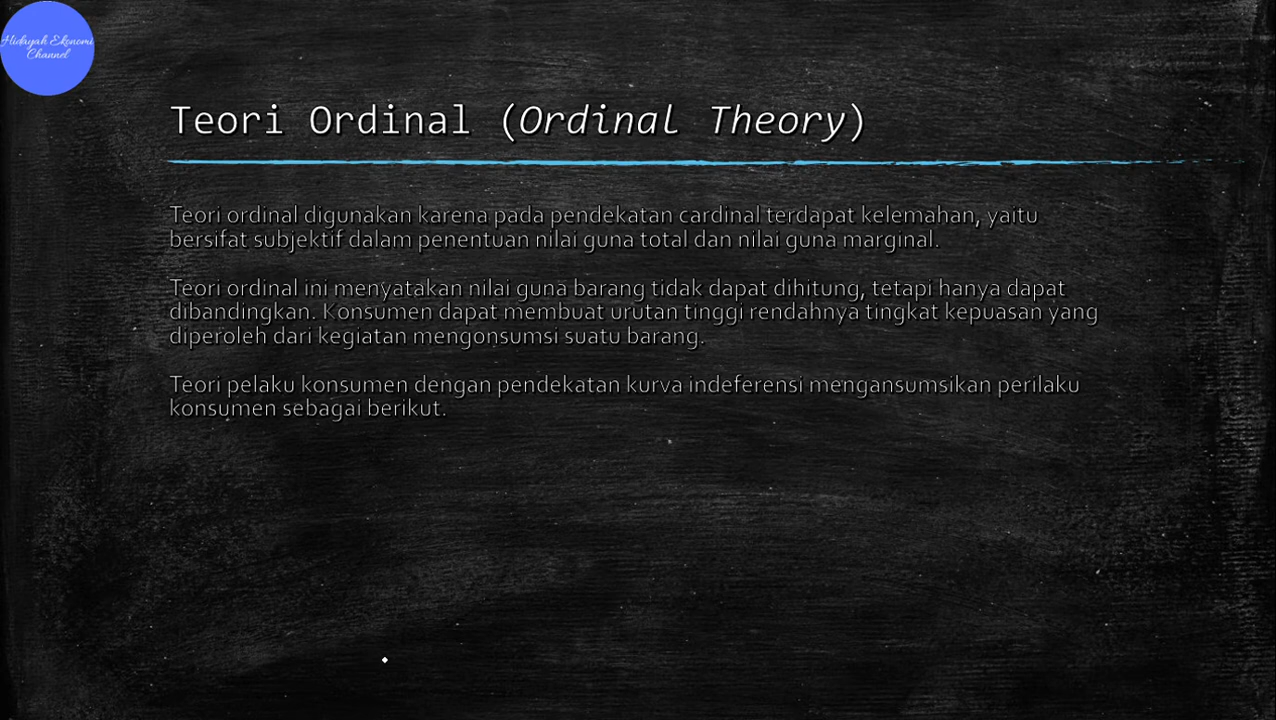 Hidayah Ekonomi
Channel
Teori Ordinal (Ordinal Theory)
Teori ordinal digunakan karena pada pendekatan cardinal terdapat kelemahan, yaitu
bersifat subjektif dalam penentuan nilai guna total dan nilai guna marginal.
Teori ordinal ini menyatakan nilai guna barang tidak dapat dihitung, tetapi hanya dapat
dibandingkan. Konsumen dapat membuat urutan tinggi rendahnya tingkat kepuasan yang
diperoleh dari kegiatan mengonsumsi suatu barang.
Teori pelaku konsumen dengan pendekatan kurva indeferensi mengansumsikan perilaku
konsumen sebagai berikut.